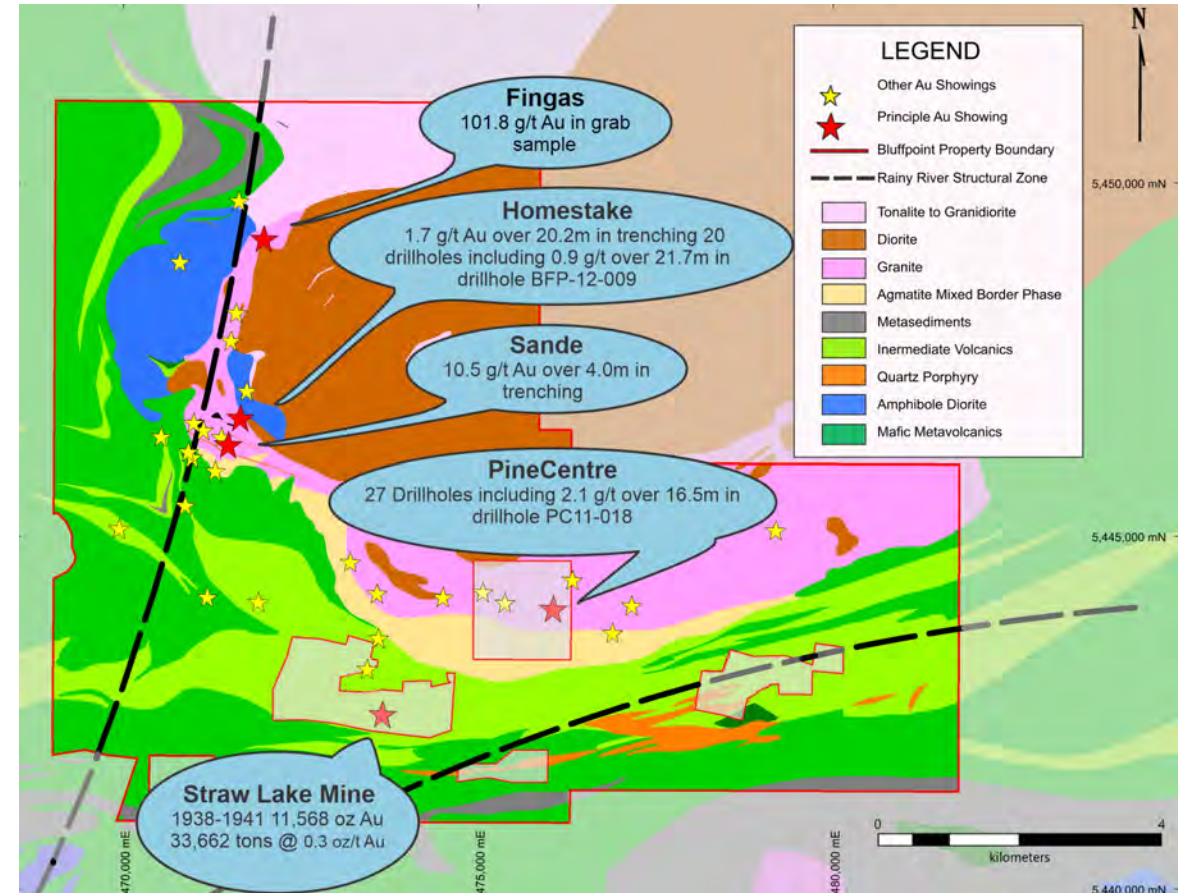 N
LEGEND
Other Au Showings
Principle Au Showing
Bluffpoint Property Boundary
Rainy River Structural Zone
Tonalite to Granidiorite
Diorite
Granite
Agmatite Mixed Border Phase
Metasediments
Inermediate Volcanics
Quartz Porphyry
Amphibole Diorite
Mafic Metavolcanics
Fingas
101.8 g/t Au in grab
sample
Homestake
1.7 g/t Au over 20.2m in trenching 20
drillholes including 0.9 g/t over 21.7m in
drillhole BFP-12-009
Sande
10.5 g/t Au over 4.0m in
trenching
PineCentre
27 Drillholes including 2.1 g/t over 16.5m in
drillhole PC11-018
Straw Lake Mine
1938-1941 11,568 oz Au
33,662 tons @ 0.3 oz/t Au
5,450,000 mN
5,445,000 mN
5,440,000 mN
470,000 mE
475,000 mE
480,000 mE
0 4
kilometers